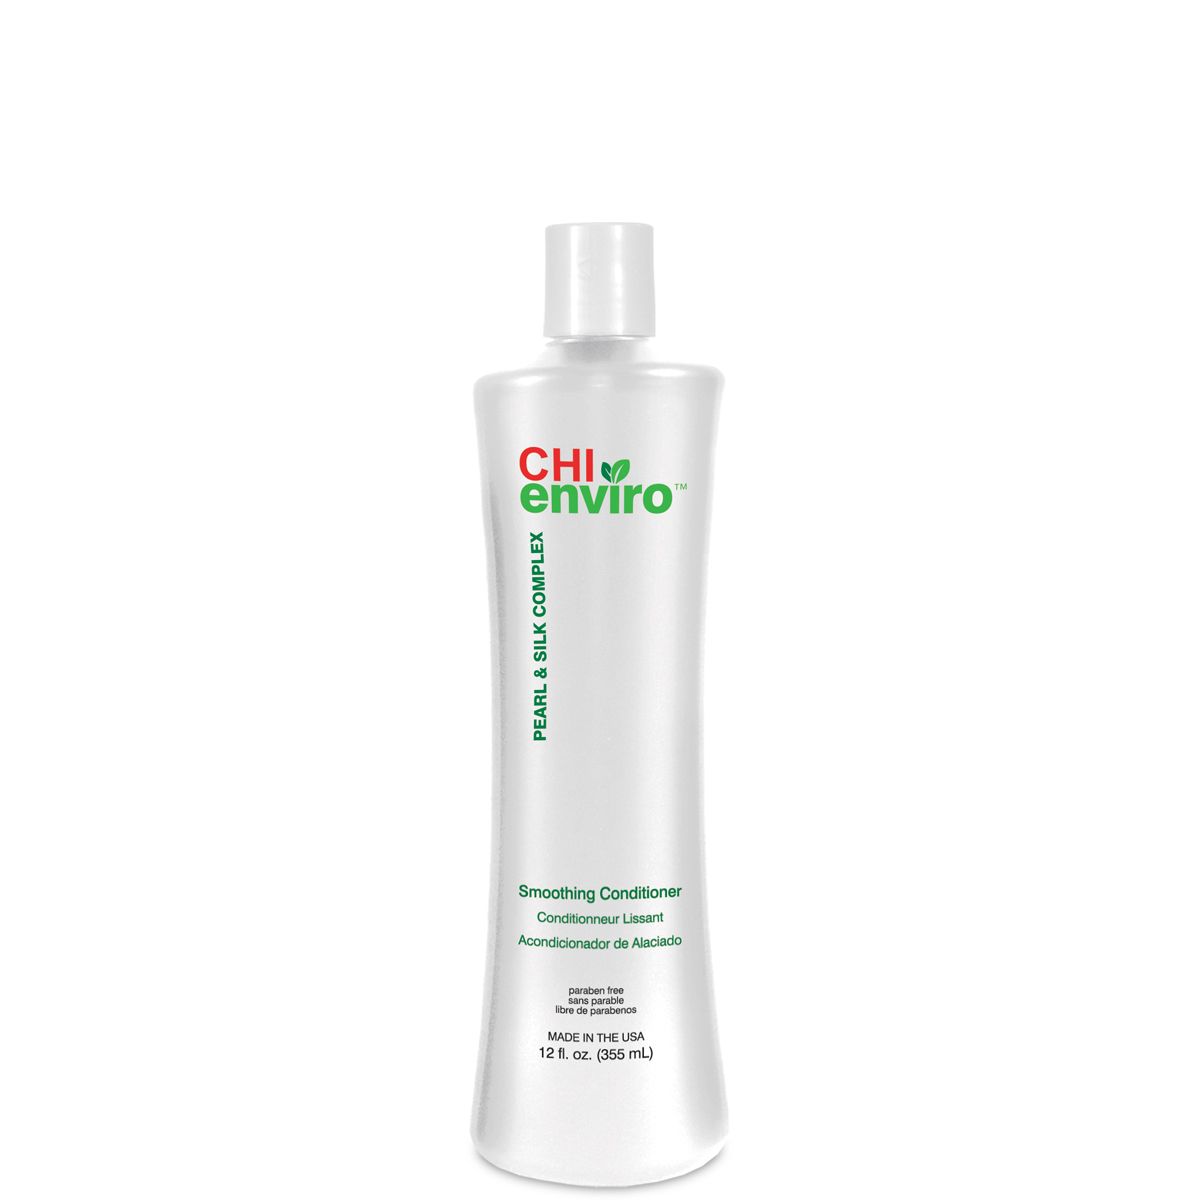 CHI
enviro™
PEARL & SILK COMPLEX
Smoothing Conditioner
Conditionneur Lissant
Acondicionador de Alaciado
paraben free
sans parable
libre de parabenos
MADE IN THE USA
12 fl. oz. (355 mL)